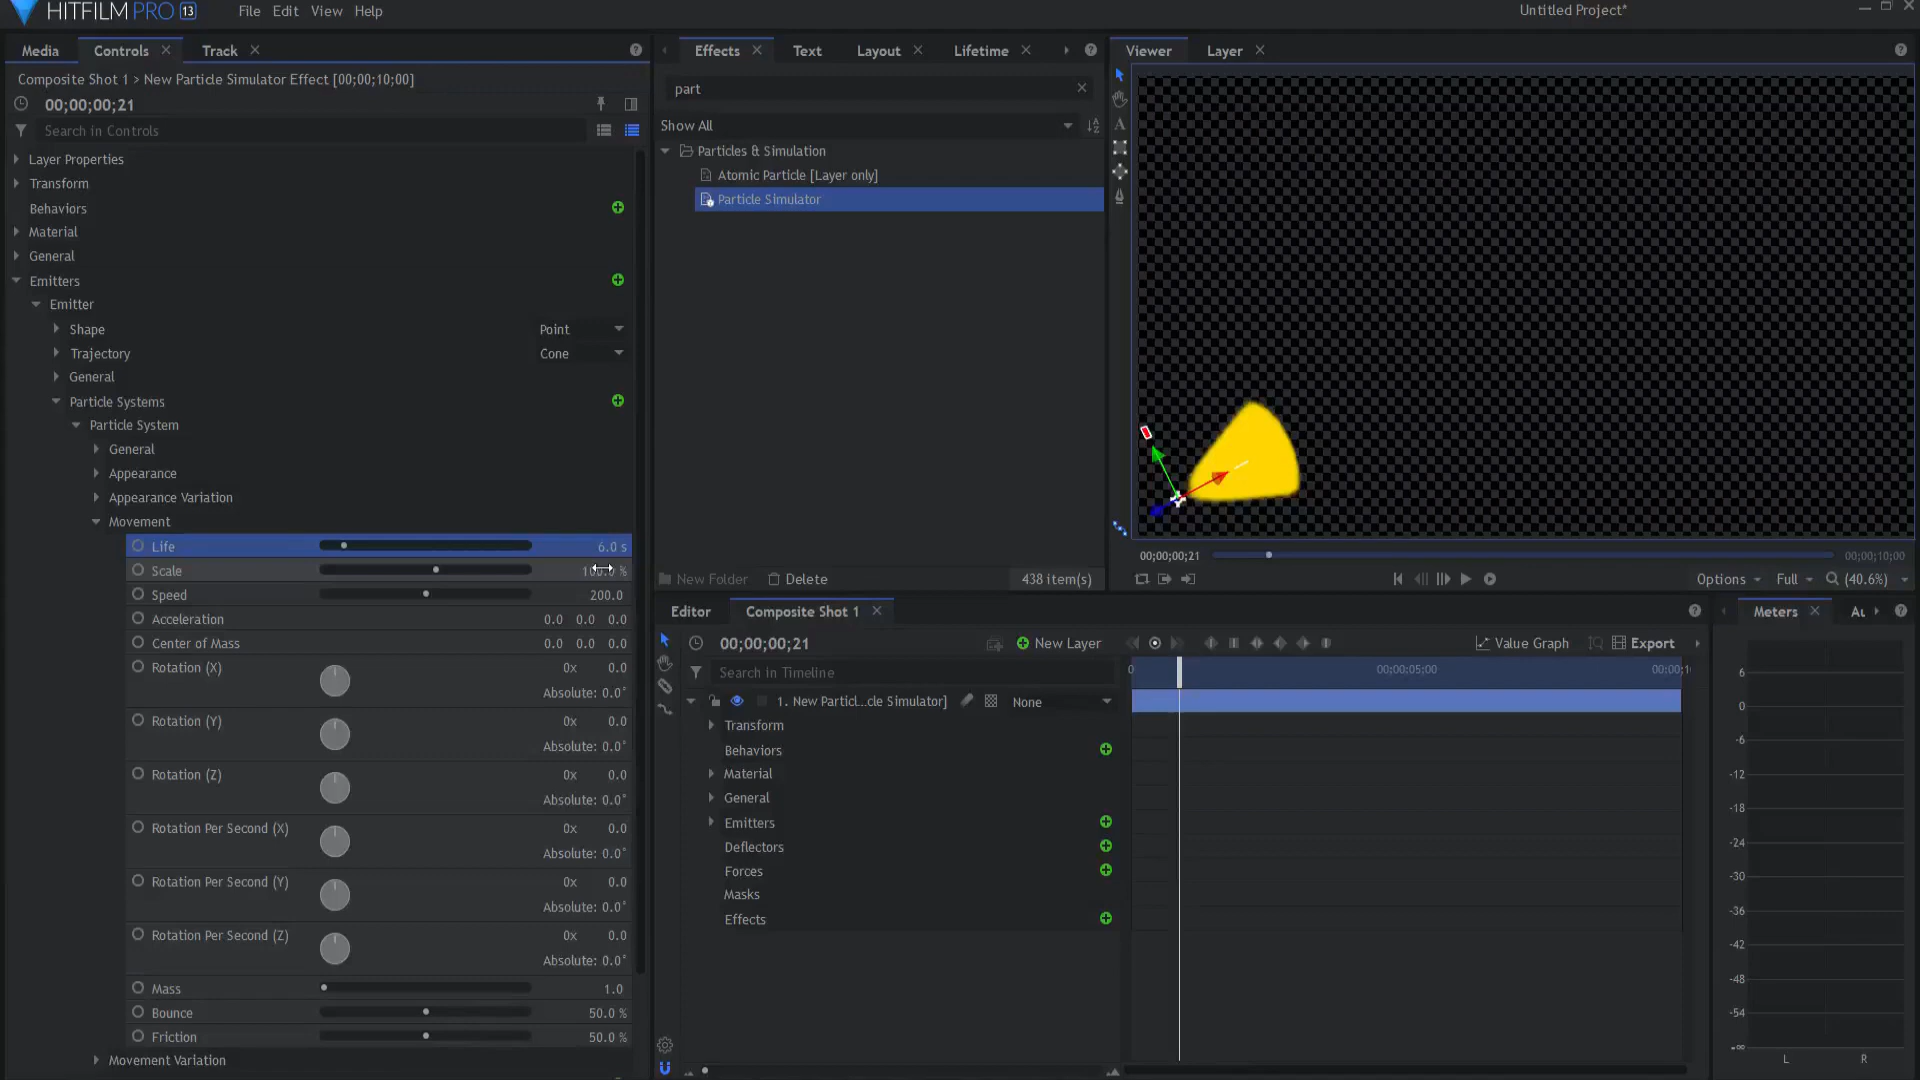 HITFILM PRO 13
File Edit View Help
Untitled Project*
Media Controls Track
Effects Text Layout Lifetime
Viewer Layer
Composite Shot 1 > New Particle Simulator Effect [00;00;10;00]
00;00;00;21
Search in Controls
Layer Properties
Transform
Behaviors
Material
General
Emitters
Emitter
Shape Point
Trajectory Cone
General
Particle Systems
Particle System
General
Appearance
Appearance Variation
Movement
Life 6.0 s
Scale %
Speed 200.0
Acceleration 0.0 0.0 0.0
Center of Mass 0.0 0.0 0.0
Rotation (X) 0x 0.0
Absolute: 0.0°
Rotation (Y) 0x 0.0
Absolute: 0.0°
Rotation (Z) 0x 0.0
Absolute: 0.0°
Rotation Per Second (X) 0x 0.0
Absolute: 0.0°
Rotation Per Second (Y) 0x 0.0
Absolute: 0.0°
Rotation Per Second (Z) 0x 0.0
Absolute: 0.0°
Mass 1.0
Bounce 50.0 %
Friction 50.0 %
Movement Variation
part
Show All
Particles & Simulation
Atomic Particle [Layer only]
Particle Simulator
New Folder Delete 438 item(s)
00;00;00;21 00;00;10;00
Options Full (40.6%)
Editor Composite Shot 1
00;00;00;21 New Layer Value Graph Export
Search in Timeline
0 00;00;05;00 00;00;1
1. New Particl...cle Simulator] None
Transform
Behaviors
Material
General
Emitters
Deflectors
Forces
Masks
Effects
Meters
6
0
-6
-12
-18
-24
-30
-36
-42
-48
-54
-∞
L R